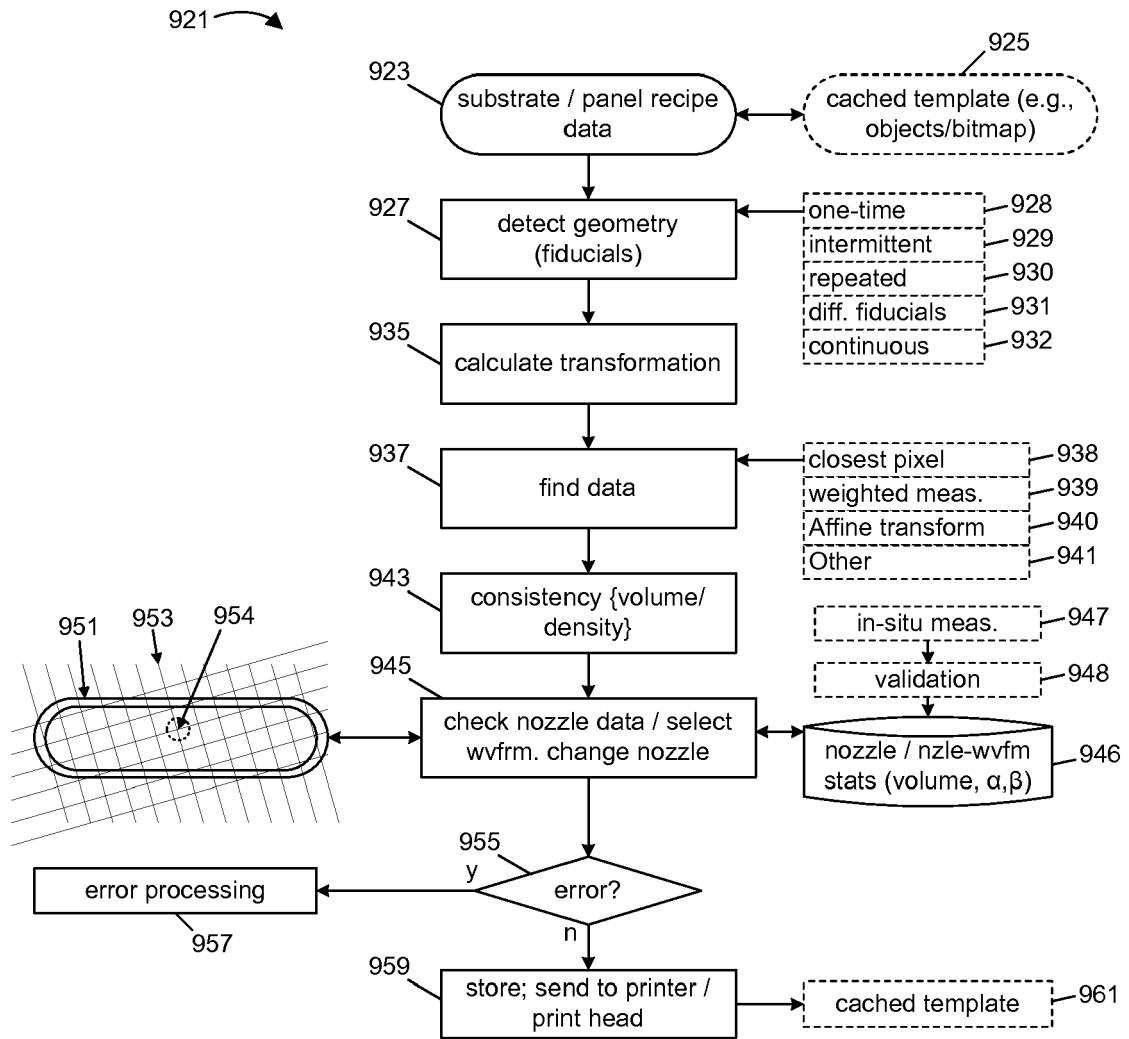 921
925
923
substrate / panel recipe
data
cached template (e.g.,
objects/bitmap)
927
detect geometry
(fiducials)
one-time
928
intermittent
929
repeated
930
diff. fiducials
931
continuous
932
935
calculate transformation
937
find data
closest pixel
938
weighted meas.
939
Affine transform
940
Other
941
943
consistency {volume/
density}
951
953
954
945
check nozzle data / select
wvfrm. change nozzle
in-situ meas.
947
validation
948
nozzle / nzle-wvfm
stats (volume, α,β)
946
955
y
error?
n
error processing
957
959
store; send to printer /
print head
cached template
961